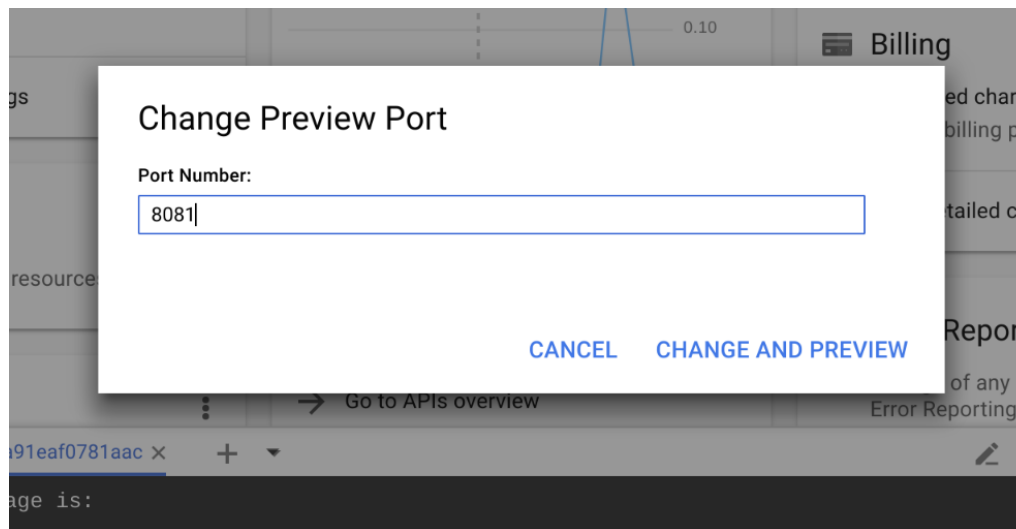 0.10
Billing
gs
ed char
billing p
Change Preview Port
Port Number:
8081
tailed c
resource
CANCEL CHANGE AND PREVIEW
Repor
of any
Error Reporting
Go to APIs overview
a91eaf0781aac
age is: